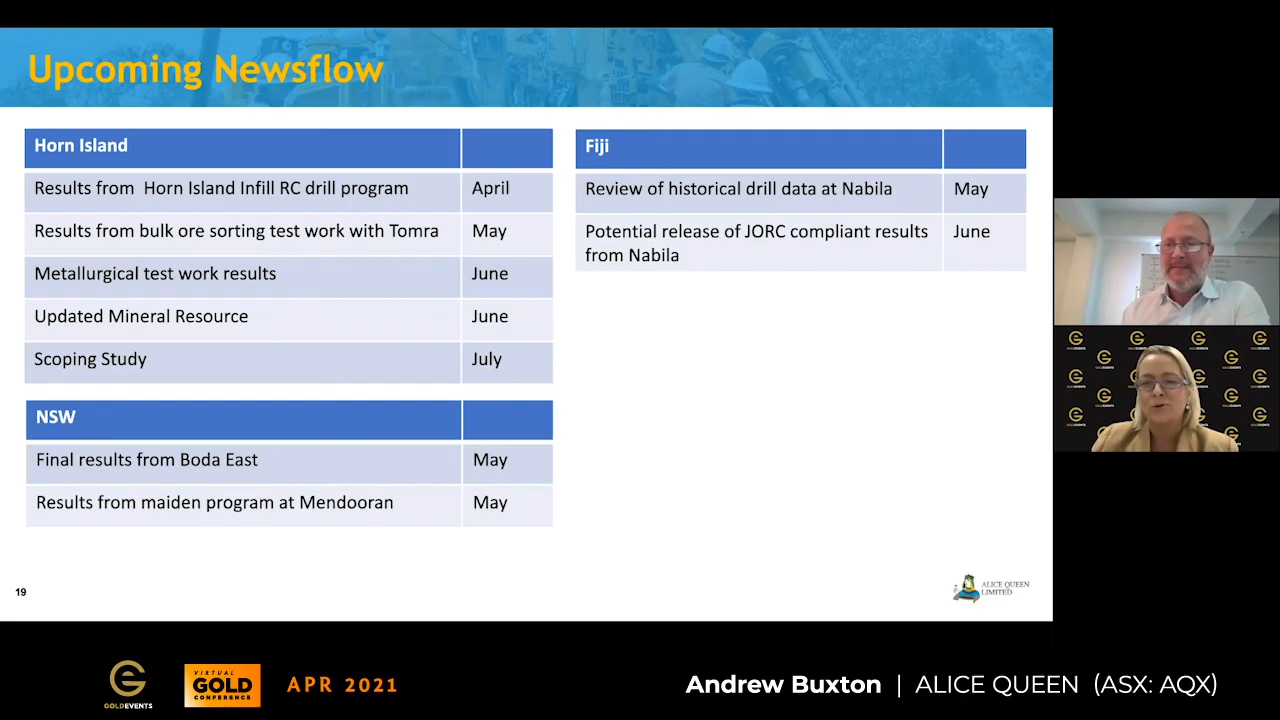 Upcoming Newsflow
Horn Island
Results from Horn Island Infill RC drill program April
Results from bulk ore sorting test work with Tomra May
Metallurgical test work results June
Updated Mineral Resource June
Scoping Study July
NSW
Final results from Boda East May
Results from maiden program at Mendooran May
Fiji
Review of historical drill data at Nabila May
Potential release of JORC compliant results June
from Nabila
19
ALICE QUEEN
LIMITED
GOLDEVENTS
VIRTUAL
GOLD
CONFERENCE
APR 2021
Andrew Buxton | ALICE QUEEN (ASX: AQX)